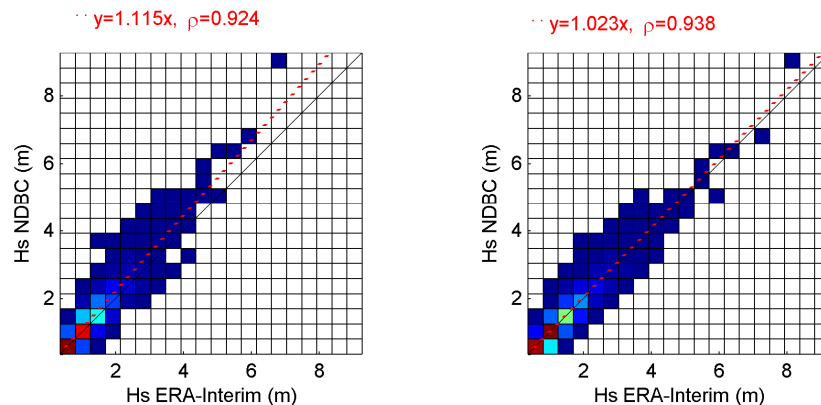 y=1.115x, ρ=0.924
y=1.023x, ρ=0.938
Hs NDBC (m)
8
6
4
2
2 4 6 8
Hs ERA-Interim (m)
Hs NDBC (m)
8
6
4
2
2 4 6 8
Hs ERA-Interim (m)